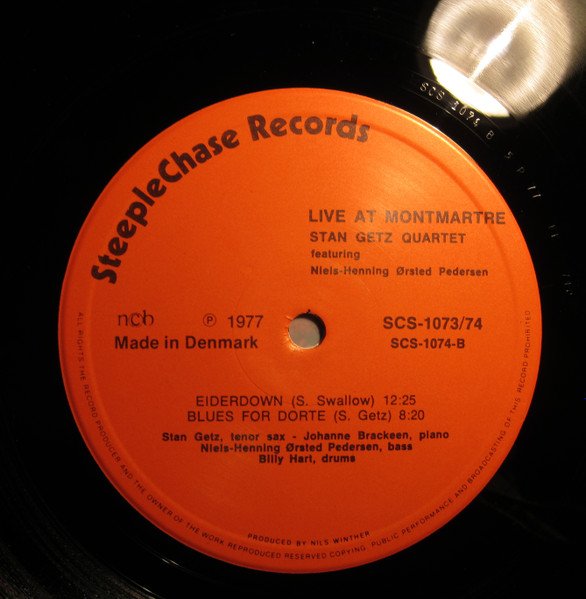 SteepleChase Records
LIVE AT MONTMARTRE
STAN GETZ QUARTET
featuring
Niels-Henning Ørsted Pedersen
ncb
Ⓟ 1977
Made in Denmark
SCS-1073/74
SCS-1074-B
EIDERDOWN (S. Swallow) 12:25
BLUES FOR DORTE (S. Getz) 8:20
Stan Getz, tenor sax - Johanne Brackeen, piano
Niels-Henning Ørsted Pedersen, bass
Billy Hart, drums
PRODUCED BY NILS WINTHER
ALL RIGHTS OF THE RECORD PRODUCER AND THE OWNER OF THE WORK REPRODUCED RESERVED COPYING PUBLIC PERFORMANCE AND BROADCASTING OF THIS RECORD PROHIBITED
SCS 1074 B